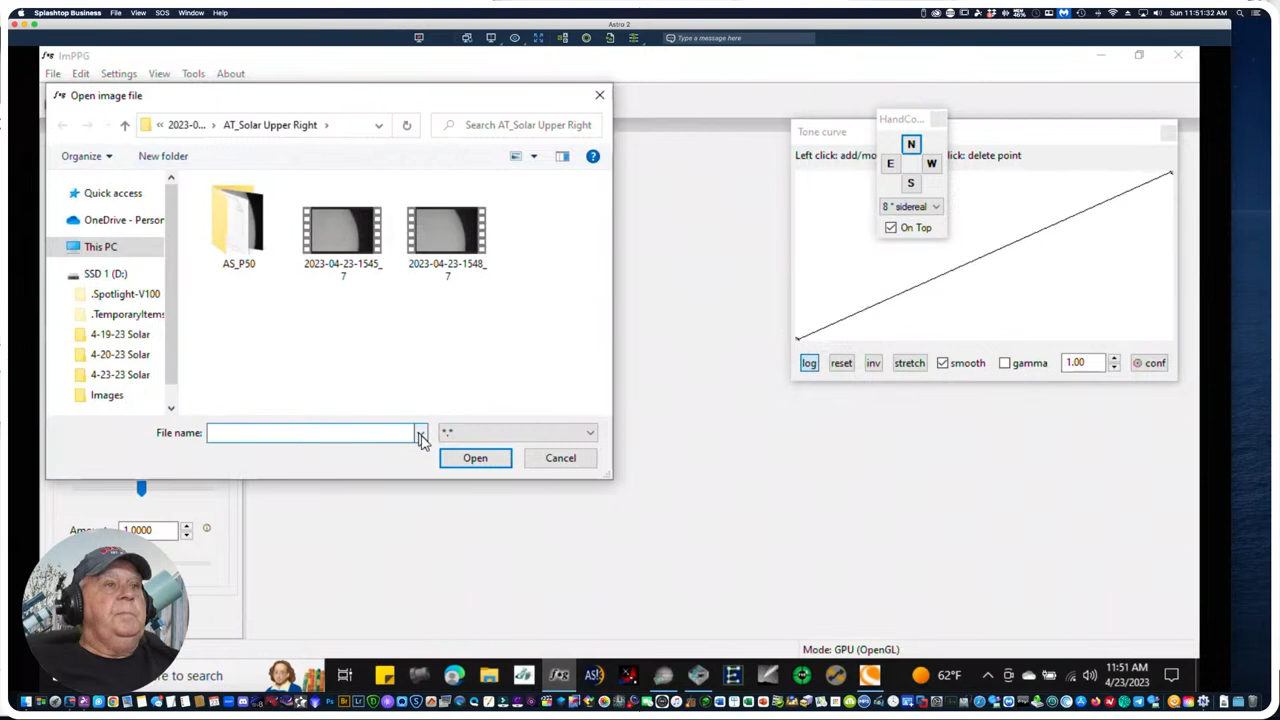 Splashtop Business File View SOS Window Help
Sun 11:51:32 AM
Astro 2
Type a message here
ImPPG
File Edit Settings View Tools About
Open image file
« 2023-0... › AT_Solar Upper Right ›
Search AT_Solar Upper Right
Organize
New folder
Quick access
OneDrive - Person
This PC
SSD 1 (D:)
.Spotlight-V100
.TemporaryItems
4-19-23 Solar
4-20-23 Solar
4-23-23 Solar
Images
AS_P50
2023-04-23-1545_
7
2023-04-23-1548_
7
File name:
*.*
Open
Cancel
Tone curve
Left click: add/mo
lick: delete point
HandCo...
N
E
W
S
8 * sidereal
On Top
log
reset
inv
stretch
smooth
gamma
1.00
conf
1.0000
Mode: GPU (OpenGL)
re to search
62°F
11:51 AM
4/23/2023